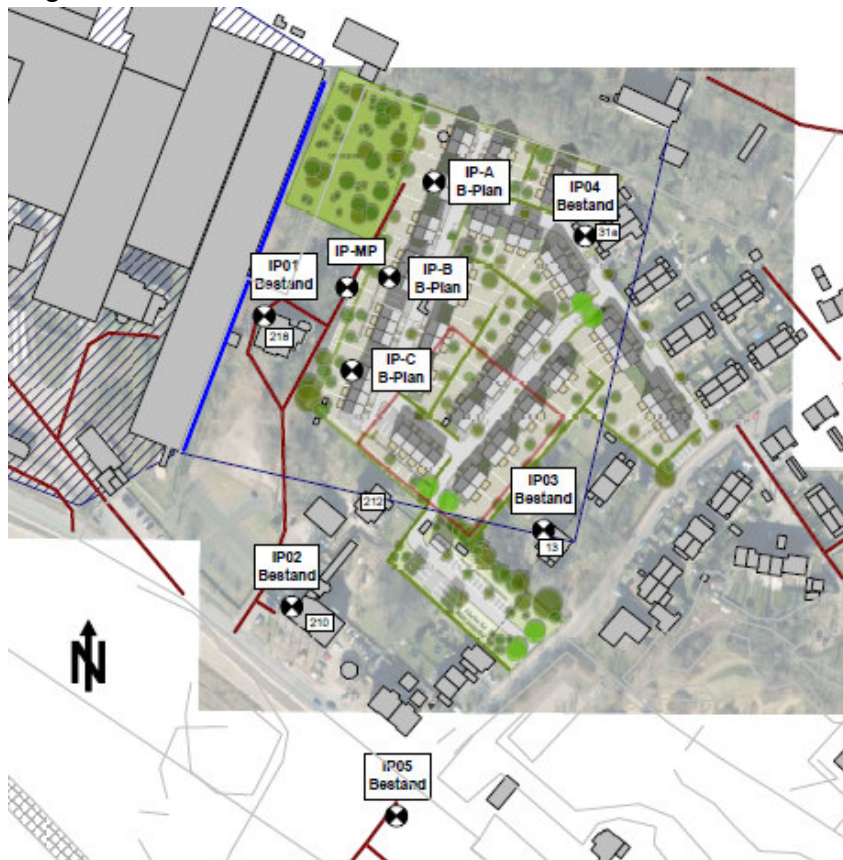 IP-A
B-Plan
IP04
Bestand
31a
IP-MP
IP01
Bestand
IP-B
B-Plan
218
IP-C
B-Plan
IP03
Bestand
212
13
IP02
Bestand
210
N
IP05
Bestand